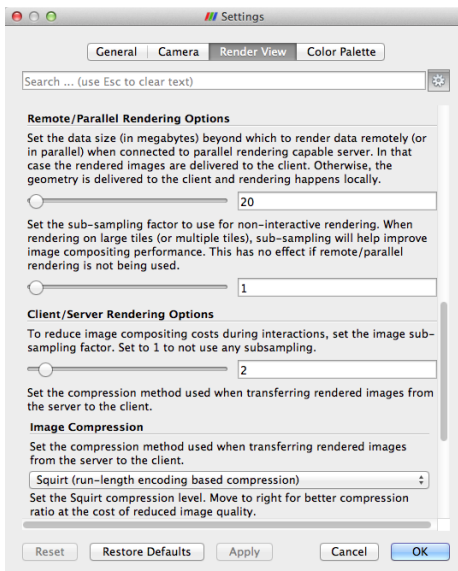 Settings
General Camera Render View Color Palette
Search ... (use Esc to clear text)
Remote/Parallel Rendering Options
Set the data size (in megabytes) beyond which to render data remotely (or
in parallel) when connected to parallel rendering capable server. In that
case the rendered images are delivered to the client. Otherwise, the
geometry is delivered to the client and rendering happens locally.
20
Set the sub-sampling factor to use for non-interactive rendering. When
rendering on large tiles (or multiple tiles), sub-sampling will help improve
image compositing performance. This has no effect if remote/parallel
rendering is not being used.
1
Client/Server Rendering Options
To reduce image compositing costs during interactions, set the image sub-
sampling factor. Set to 1 to not use any subsampling.
2
Set the compression method used when transferring rendered images from
the server to the client.
Image Compression
Set the compression method used when transferring rendered images
from the server to the client.
Squirt (run-length encoding based compression)
Set the Squirt compression level. Move to right for better compression
ratio at the cost of reduced image quality.
Reset Restore Defaults Apply Cancel OK